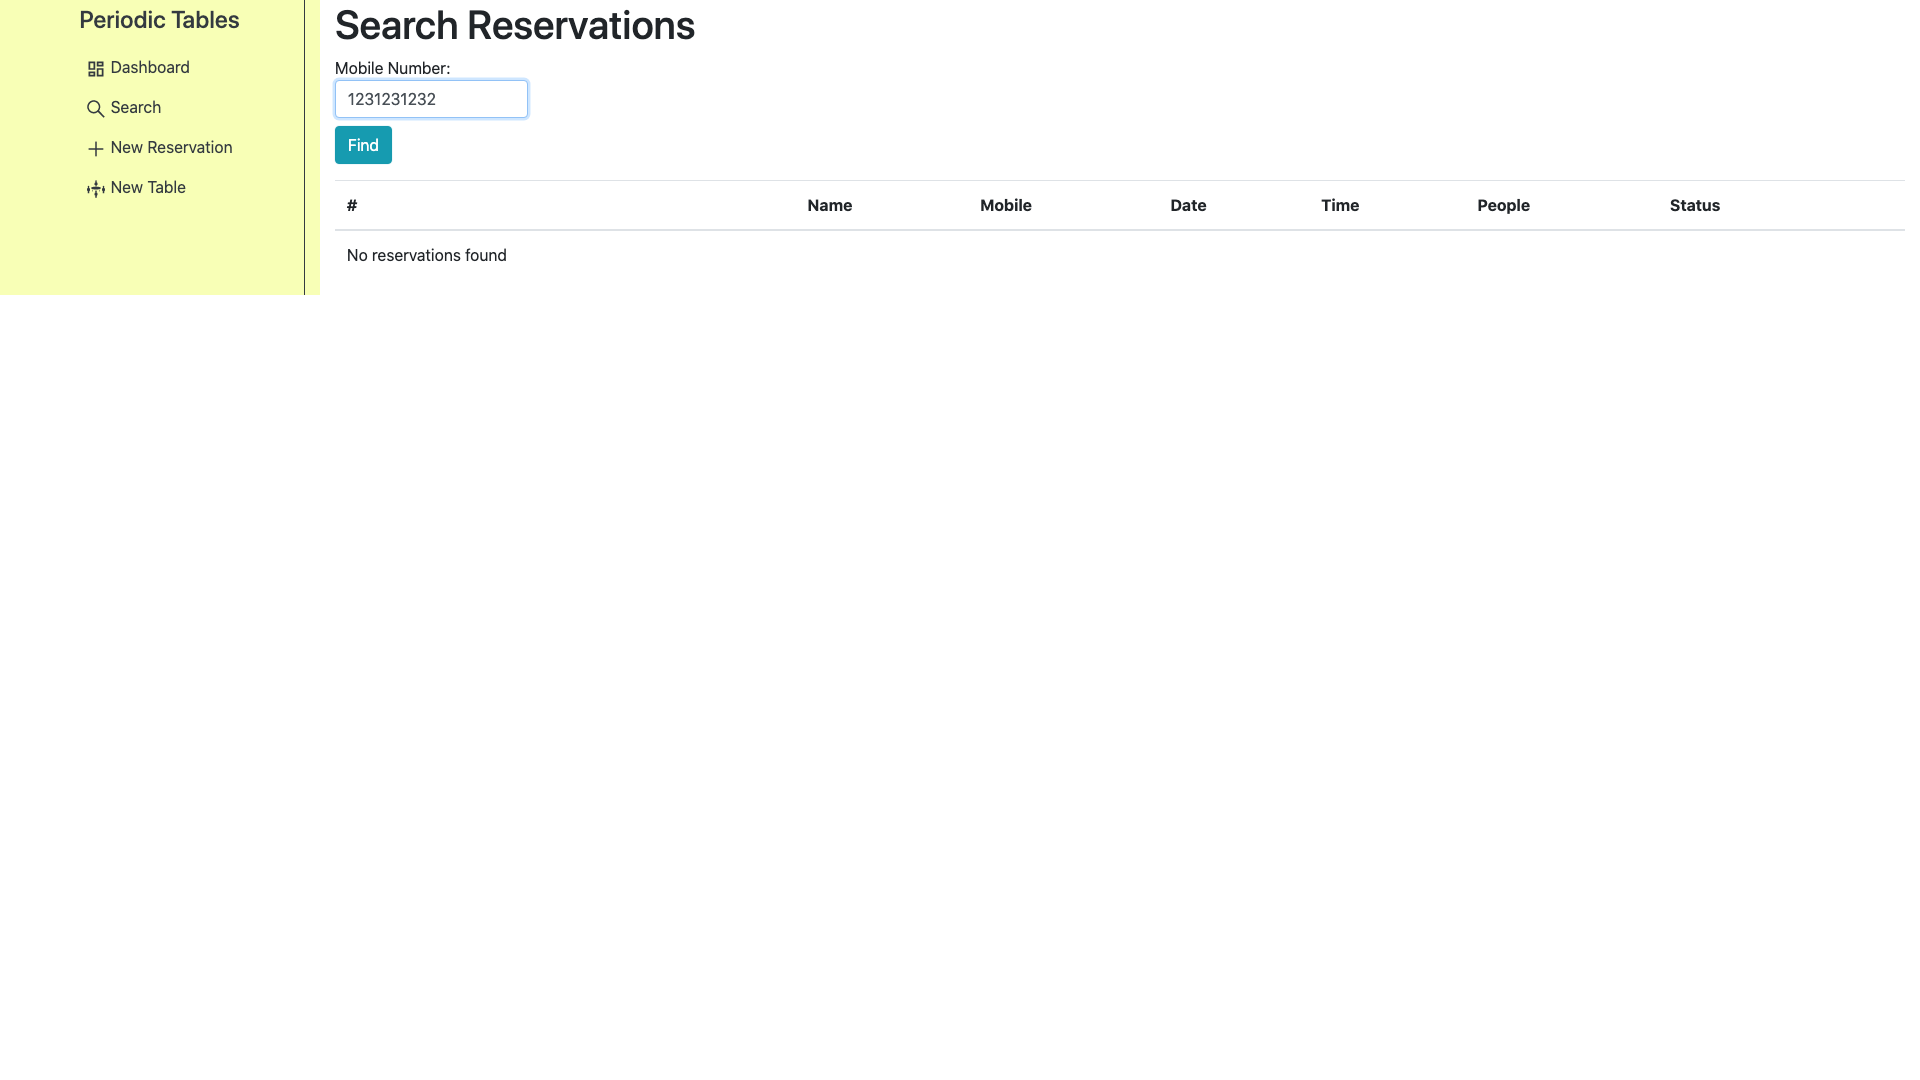 Periodic Tables
Dashboard
Search
New Reservation
New Table
Search Reservations
Mobile Number:
1231231232
Find
# Name Mobile Date Time People Status
No reservations found